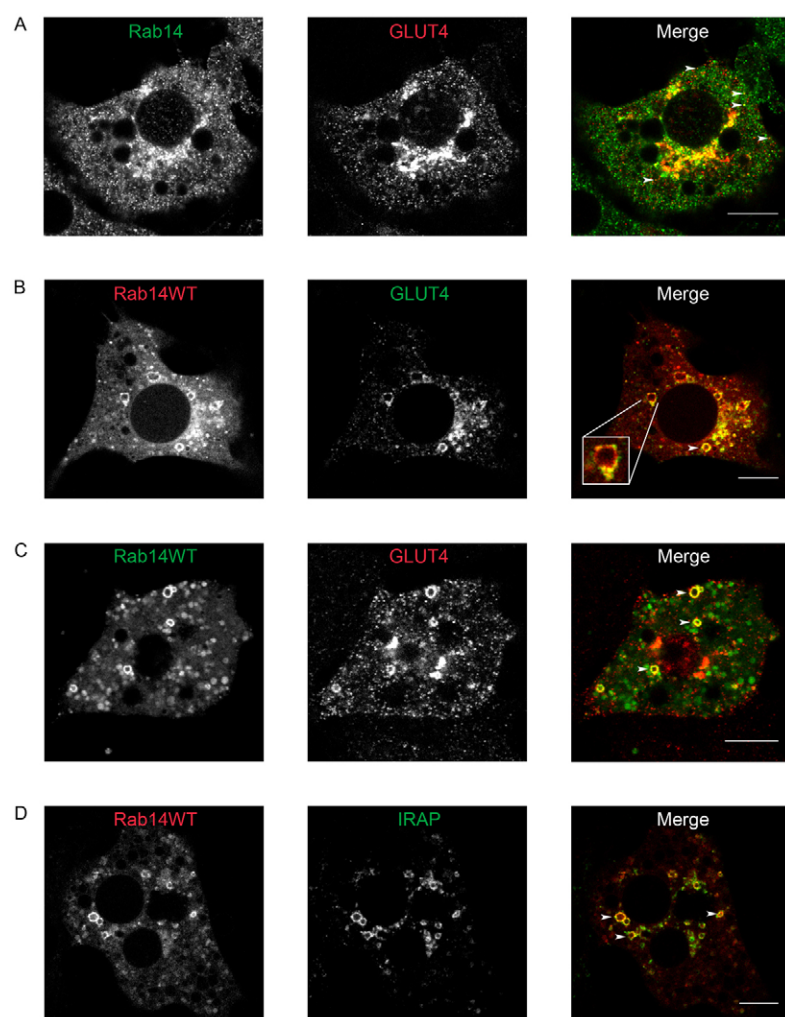 A
Rab14 GLUT4 Merge
B
Rab14WT GLUT4 Merge
C
Rab14WT GLUT4 Merge
D
Rab14WT IRAP Merge